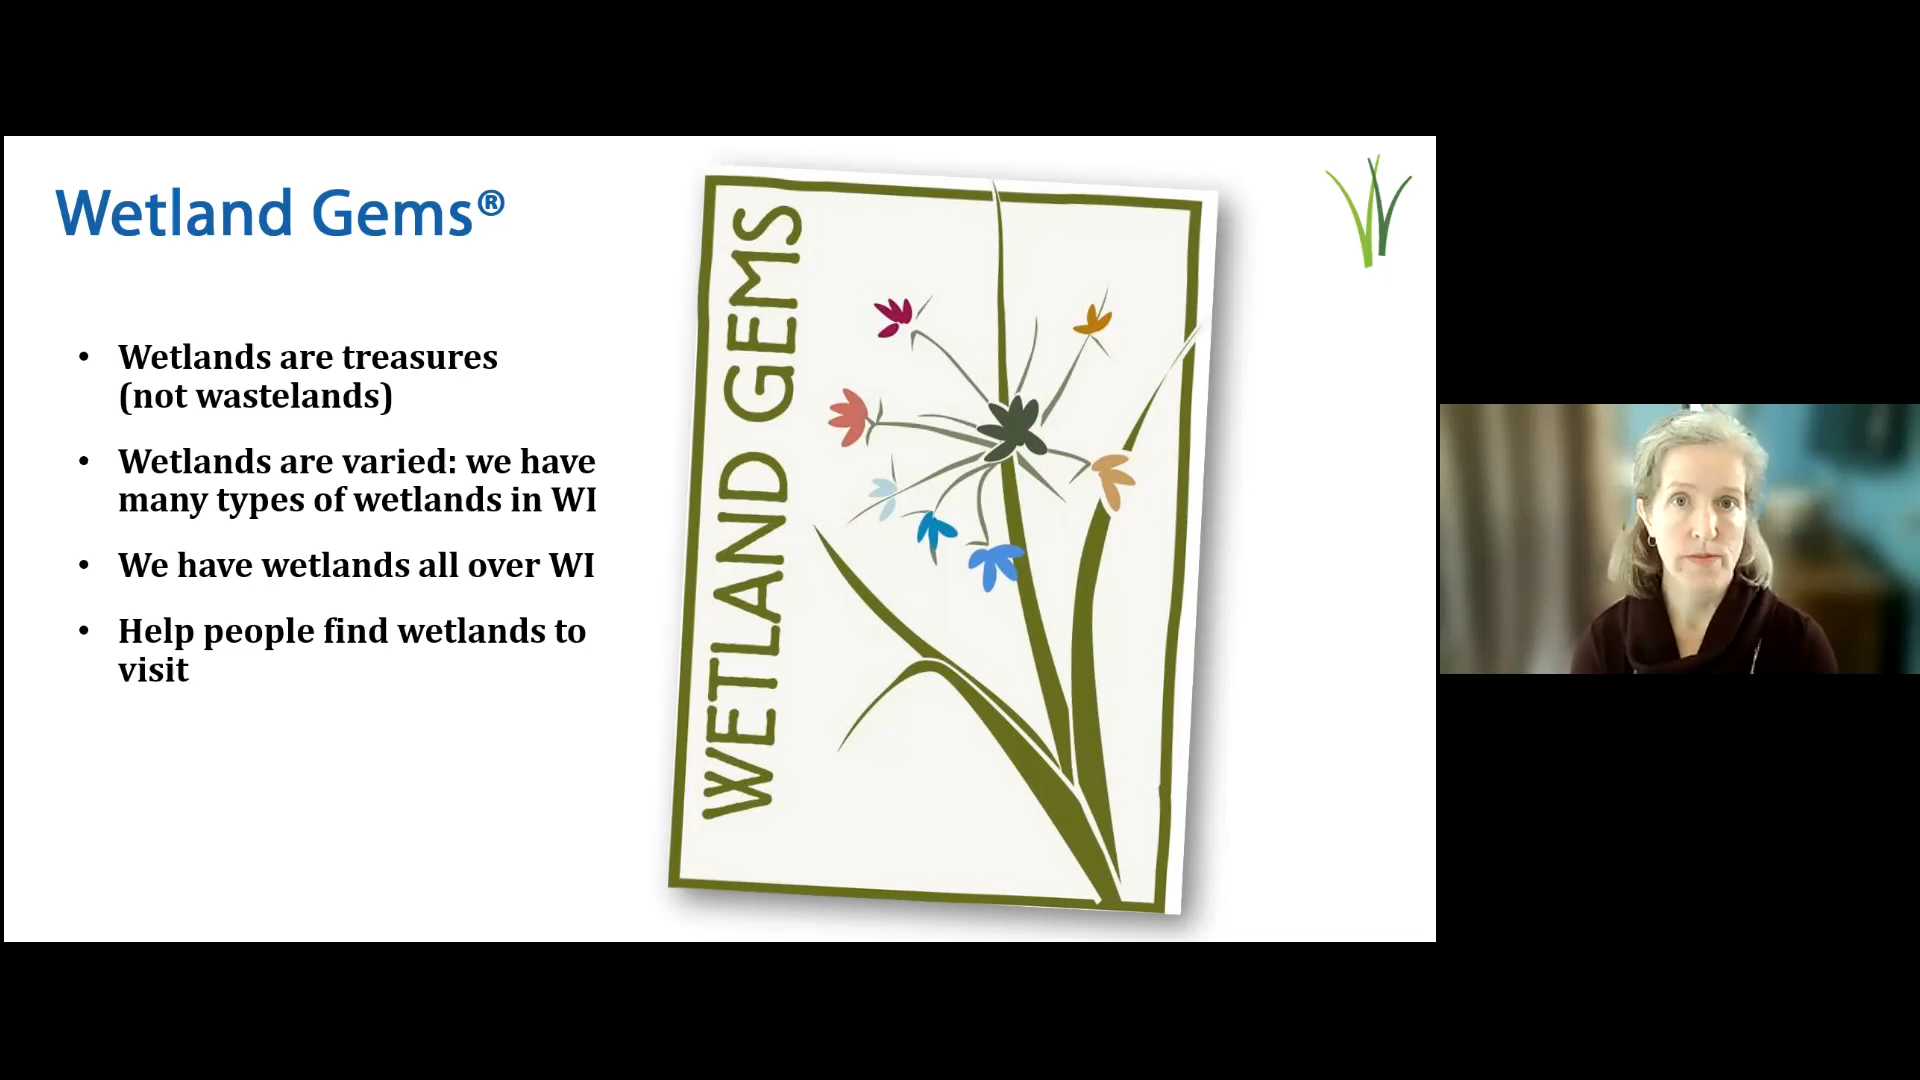 Wetland Gems®
• Wetlands are treasures
(not wastelands)
• Wetlands are varied: we have
many types of wetlands in WI
• We have wetlands all over WI
• Help people find wetlands to
visit
WETLAND GEMS